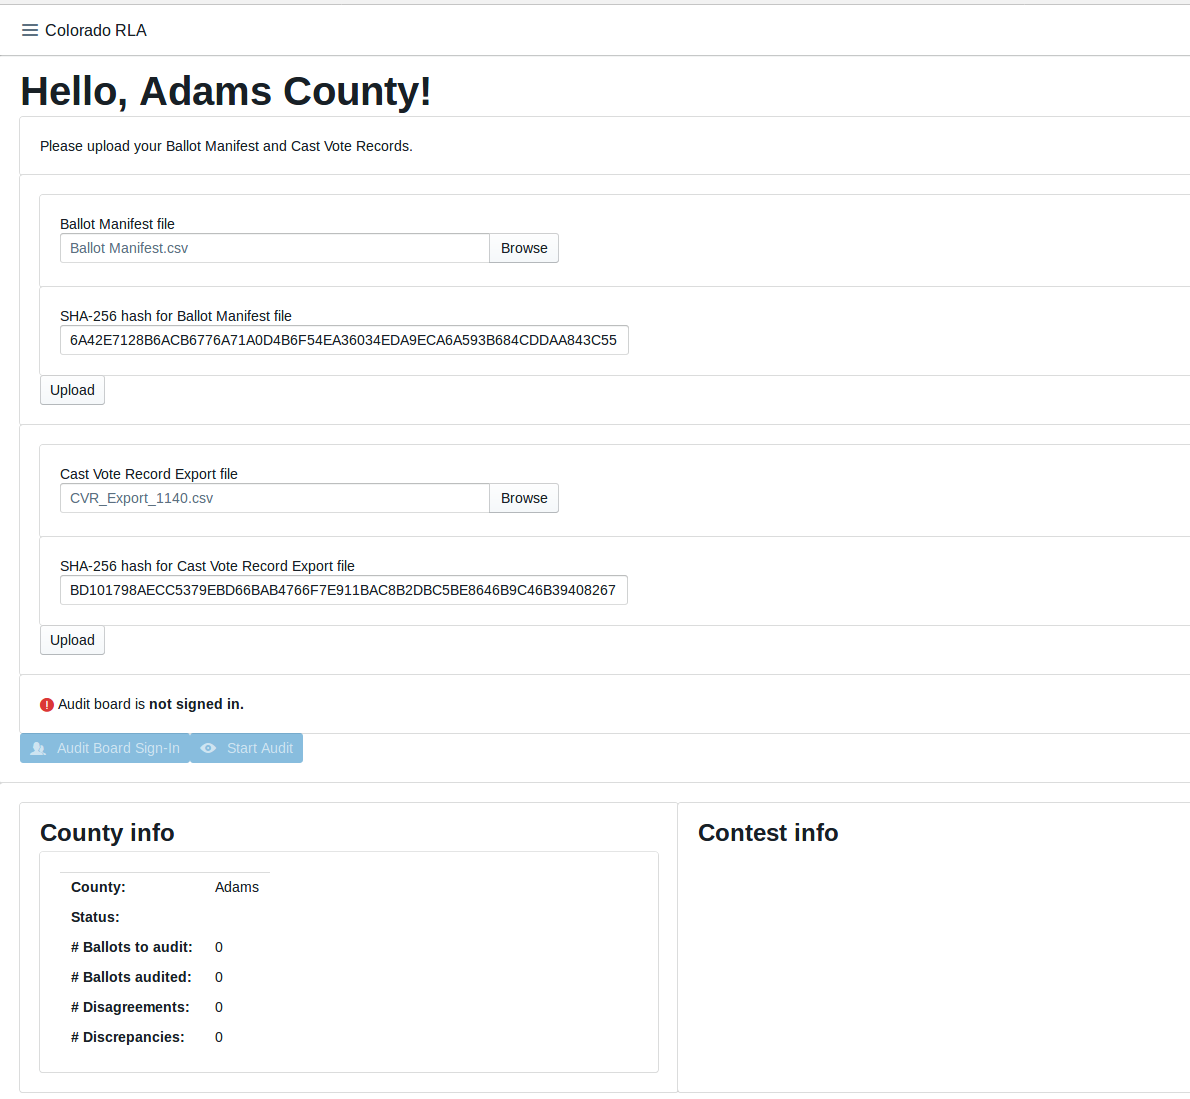 Colorado RLA
Hello, Adams County!
Please upload your Ballot Manifest and Cast Vote Records.
Ballot Manifest file
Ballot Manifest.csv Browse
SHA-256 hash for Ballot Manifest file
6A42E7128B6ACB6776A71A0D4B6F54EA36034EDA9ECA6A593B684CDDAA843C55
Upload
Cast Vote Record Export file
CVR_Export_1140.csv Browse
SHA-256 hash for Cast Vote Record Export file
BD101798AECC5379EBD66BAB4766F7E911BAC8B2DBC5BE8646B9C46B39408267
Upload
Audit board is not signed in.
Audit Board Sign-In Start Audit
County info
County: Adams
Status:
# Ballots to audit: 0
# Ballots audited: 0
# Disagreements: 0
# Discrepancies: 0
Contest info